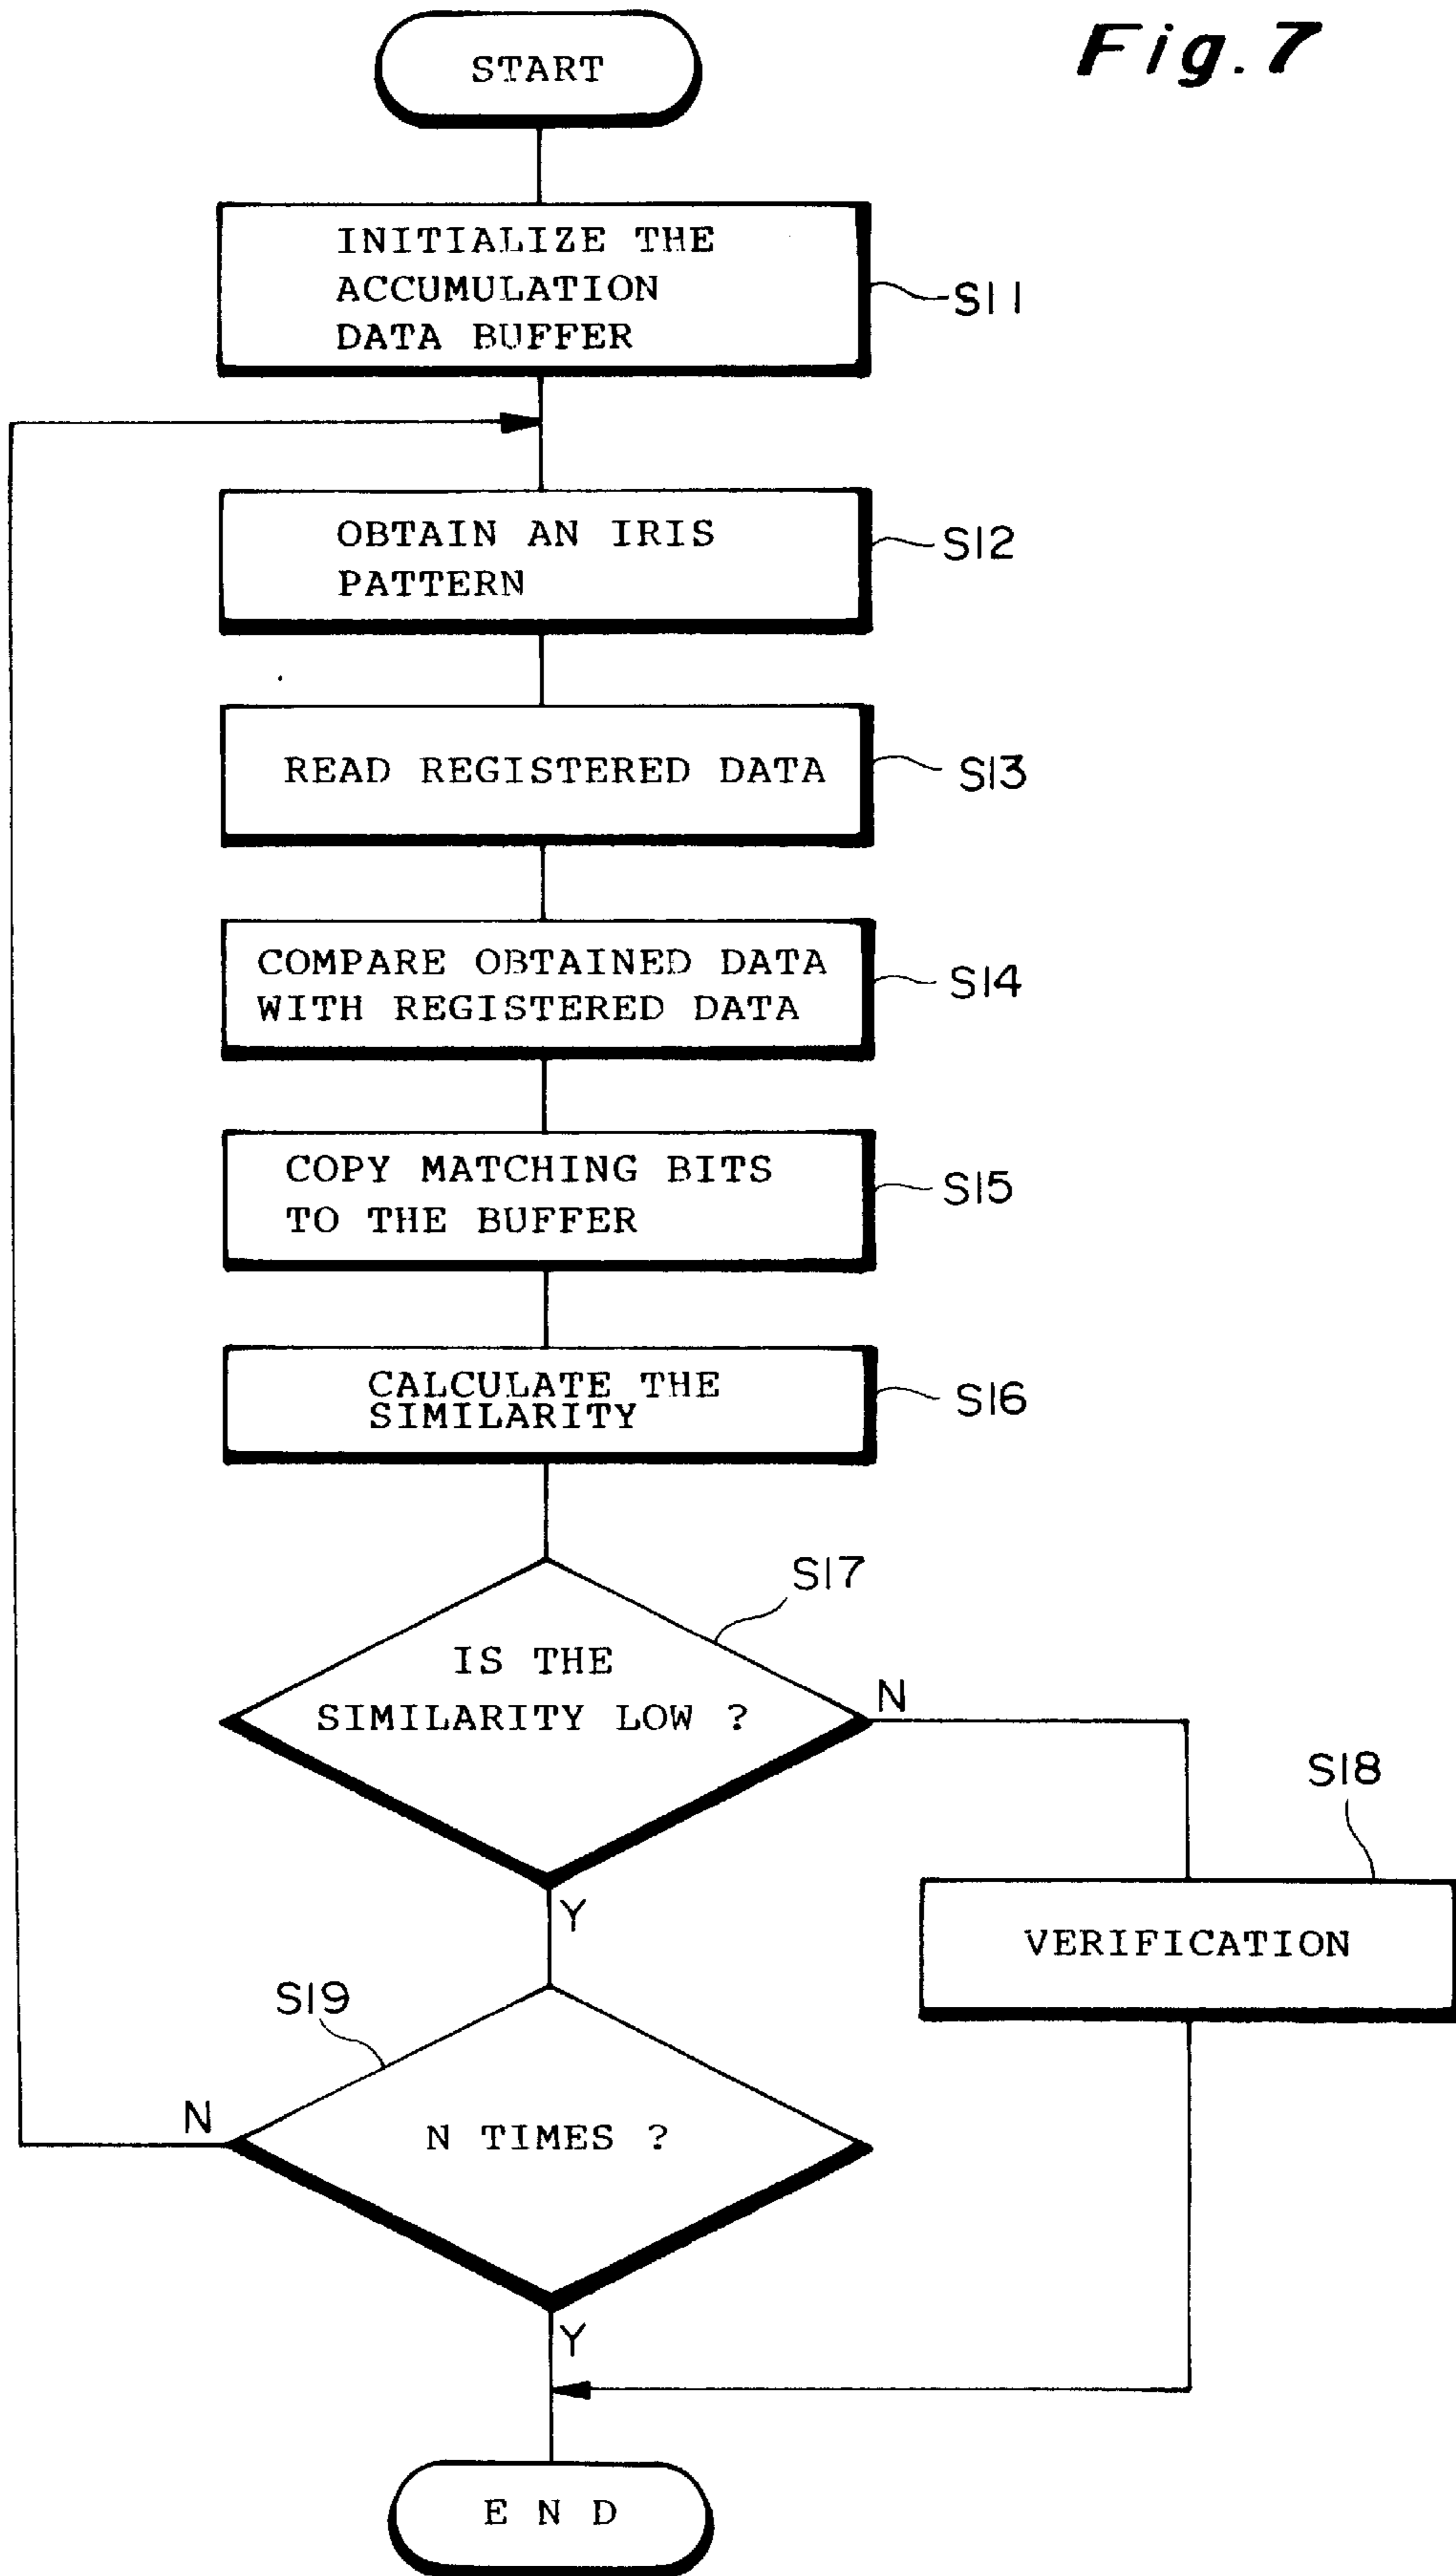 Fig. 7
START
INITIALIZE THE
ACCUMULATION
DATA BUFFER
S11
OBTAIN AN IRIS
PATTERN
S12
READ REGISTERED DATA
S13
COMPARE OBTAINED DATA
WITH REGISTERED DATA
S14
COPY MATCHING BITS
TO THE BUFFER
S15
CALCULATE THE
SIMILARITY
S16
S17
IS THE
SIMILARITY LOW ?
N
Y
S18
VERIFICATION
S19
N TIMES ?
N
Y
END